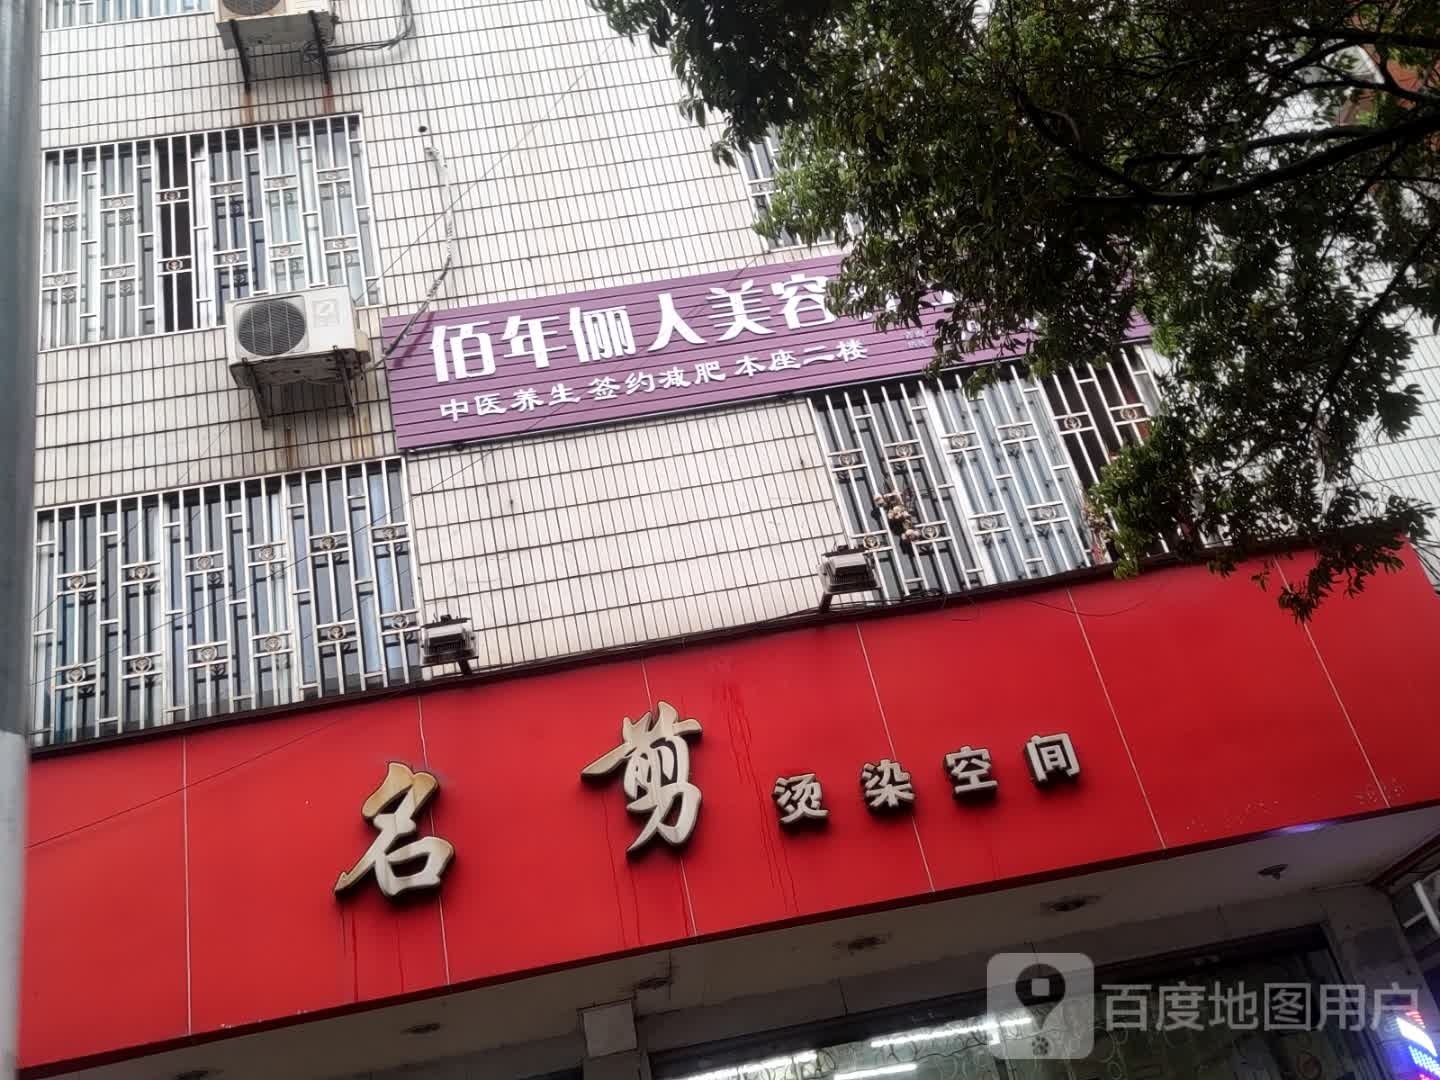 佰年俪人美容
中医养生 签约减肥 本座二楼
名剪 烫染空间
百度地图用户